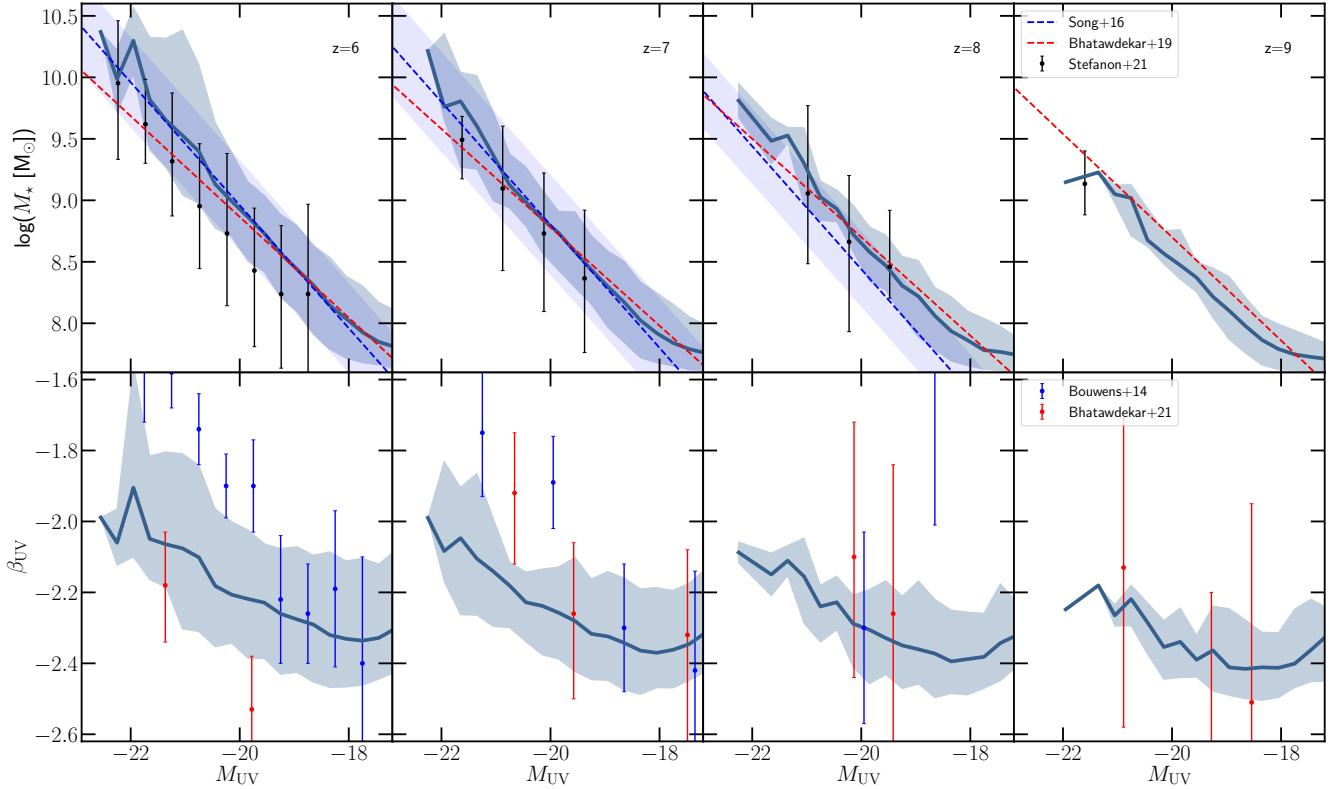 10.5
10.0
9.5
9.0
8.5
8.0
log(M⋆ [M⊙])
z=6
z=7
z=8
z=9
Song+16
Bhatawdekar+19
Stefanon+21
−1.6
−1.8
−2.0
−2.2
−2.4
−2.6
βUV
Bouwens+14
Bhatawdekar+21
−22 −20 −18
−22 −20 −18
−22 −20 −18
−22 −20 −18
MUV
MUV
MUV
MUV